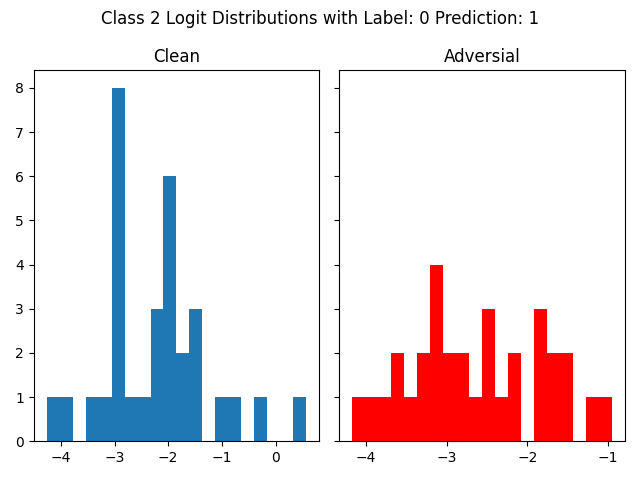 Class 2 Logit Distributions with Label: 0 Prediction: 1
Clean
Adversial
8
7
6
5
4
3
2
1
0
−4 −3 −2 −1 0
−4 −3 −2 −1